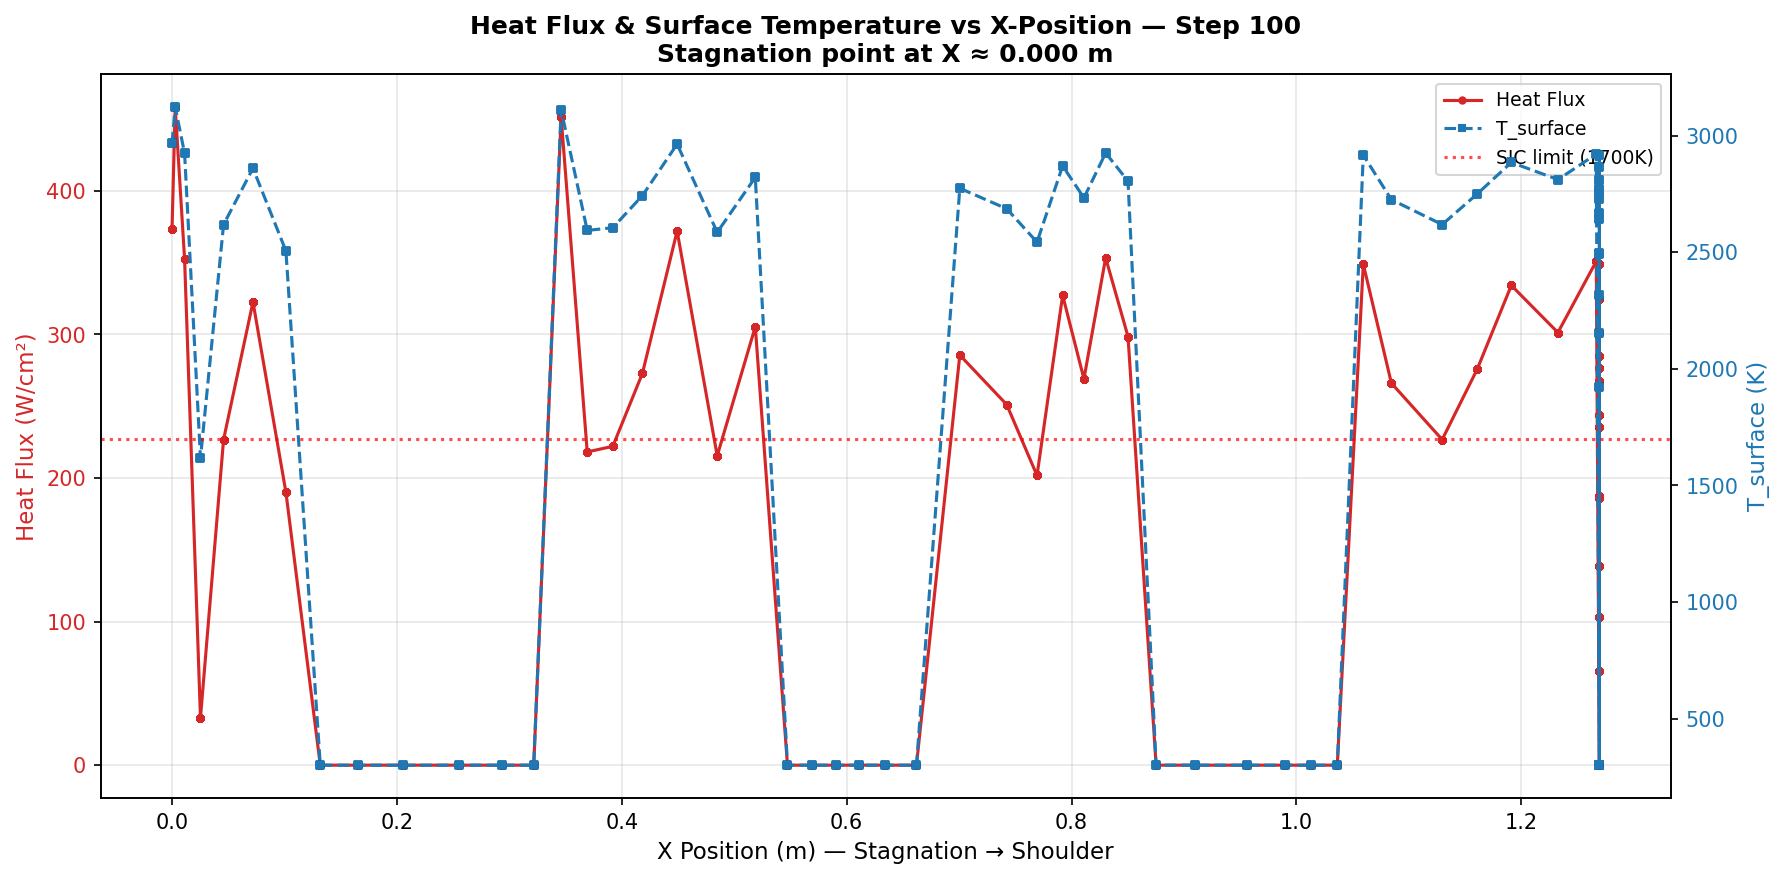 Heat Flux & Surface Temperature vs X-Position — Step 100
Stagnation point at X ≈ 0.000 m
Heat Flux
T_surface
SiC limit (1700K)
Heat Flux (W/cm²)
400
300
200
100
0
3000
2500
2000
1500
1000
500
T_surface (K)
0.0 0.2 0.4 0.6 0.8 1.0 1.2
X Position (m) — Stagnation → Shoulder